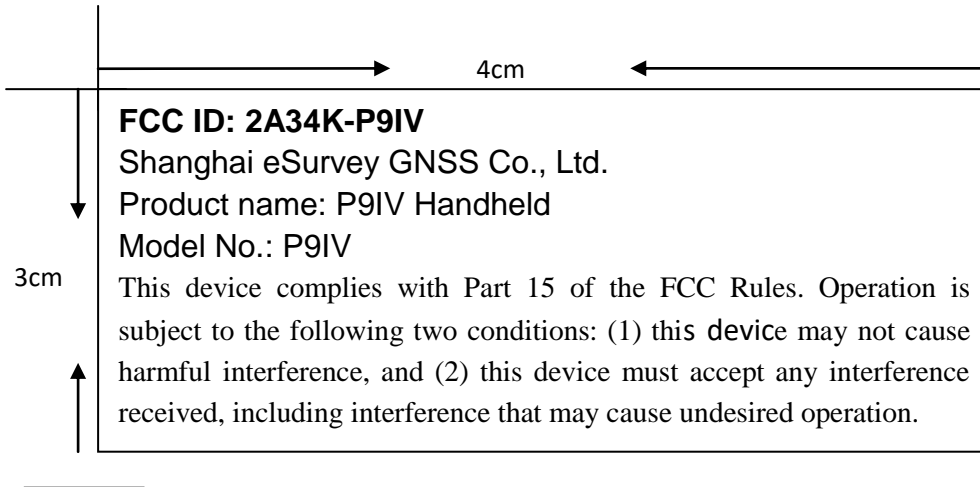 4cm
FCC ID: 2A34K-P9IV
Shanghai eSurvey GNSS Co., Ltd.
Product name: P9IV Handheld
Model No.: P9IV
3cm
This device complies with Part 15 of the FCC Rules. Operation is
subject to the following two conditions: (1) this device may not cause
harmful interference, and (2) this device must accept any interference
received, including interference that may cause undesired operation.